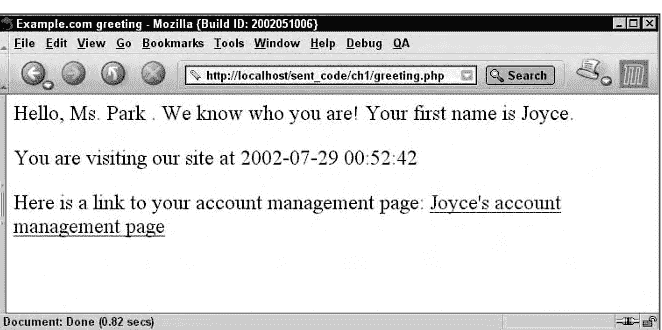 Example.com greeting - Mozilla {Build ID: 2002051006}
File Edit View Go Bookmarks Tools Window Help Debug QA
http://localhost/sent_code/ch1/greeting.php Search
Hello, Ms. Park . We know who you are! Your first name is Joyce.
You are visiting our site at 2002-07-29 00:52:42
Here is a link to your account management page: Joyce's account
management page
Document: Done (0.82 secs)